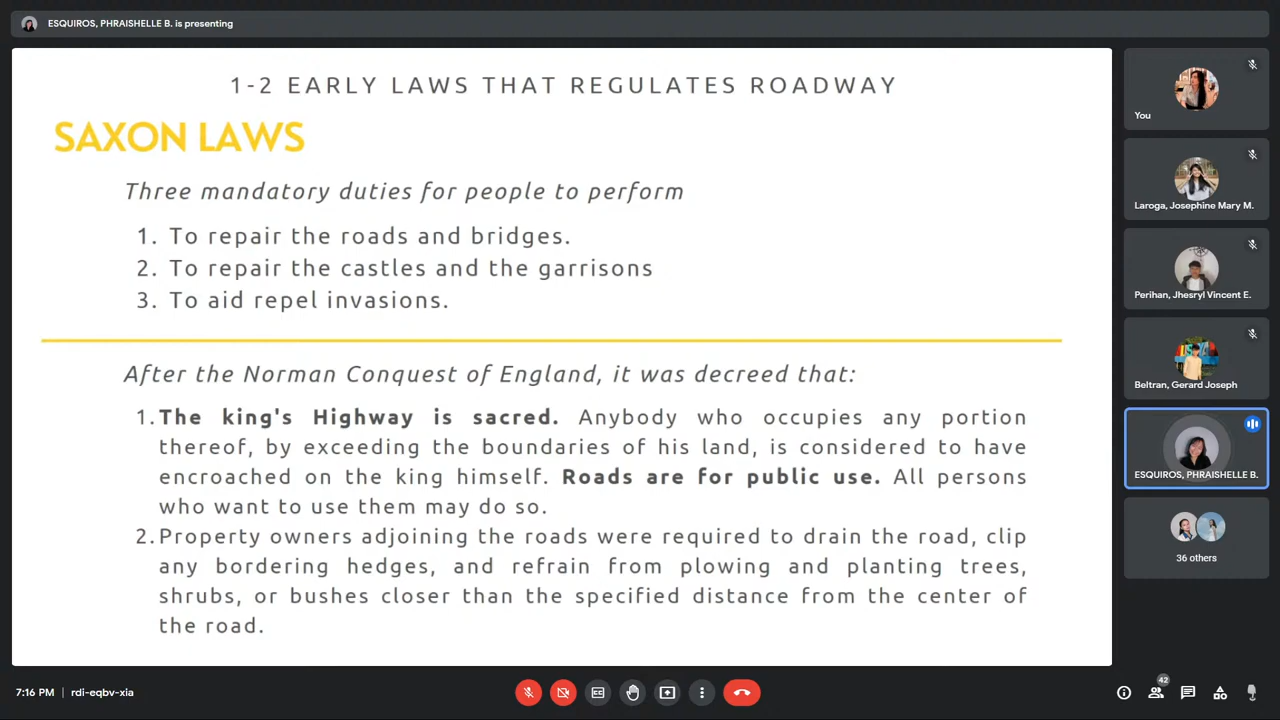 ESQUIROS, PHRAISHELLE B. is presenting
1-2 EARLY LAWS THAT REGULATES ROADWAY
SAXON LAWS
Three mandatory duties for people to perform
1. To repair the roads and bridges.
2. To repair the castles and the garrisons
3. To aid repel invasions.
After the Norman Conquest of England, it was decreed that:
1. The king's Highway is sacred. Anybody who occupies any portion
thereof, by exceeding the boundaries of his land, is considered to have
encroached on the king himself. Roads are for public use. All persons
who want to use them may do so.
2. Property owners adjoining the roads were required to drain the road, clip
any bordering hedges, and refrain from plowing and planting trees,
shrubs, or bushes closer than the specified distance from the center of
the road.
You
Laroga, Josephine Mary M.
Perihan, Jhesryl Vincent E.
Beltran, Gerard Joseph
ESQUIROS, PHRAISHELLE B.
36 others
7:16 PM | rdi-eqbv-xia
42